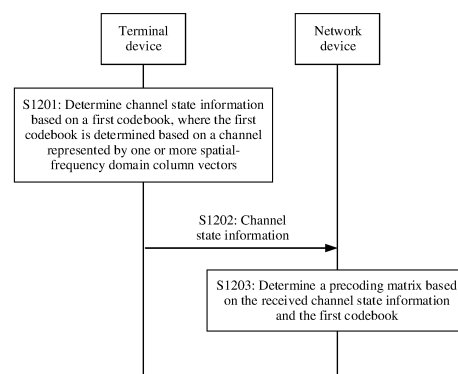 Terminal
device
Network
device
S1201: Determine channel state information
based on a first codebook, where the first
codebook is determined based on a channel
represented by one or more spatial-
frequency domain column vectors
S1202: Channel
state information
S1203: Determine a precoding matrix based
on the received channel state information
and the first codebook